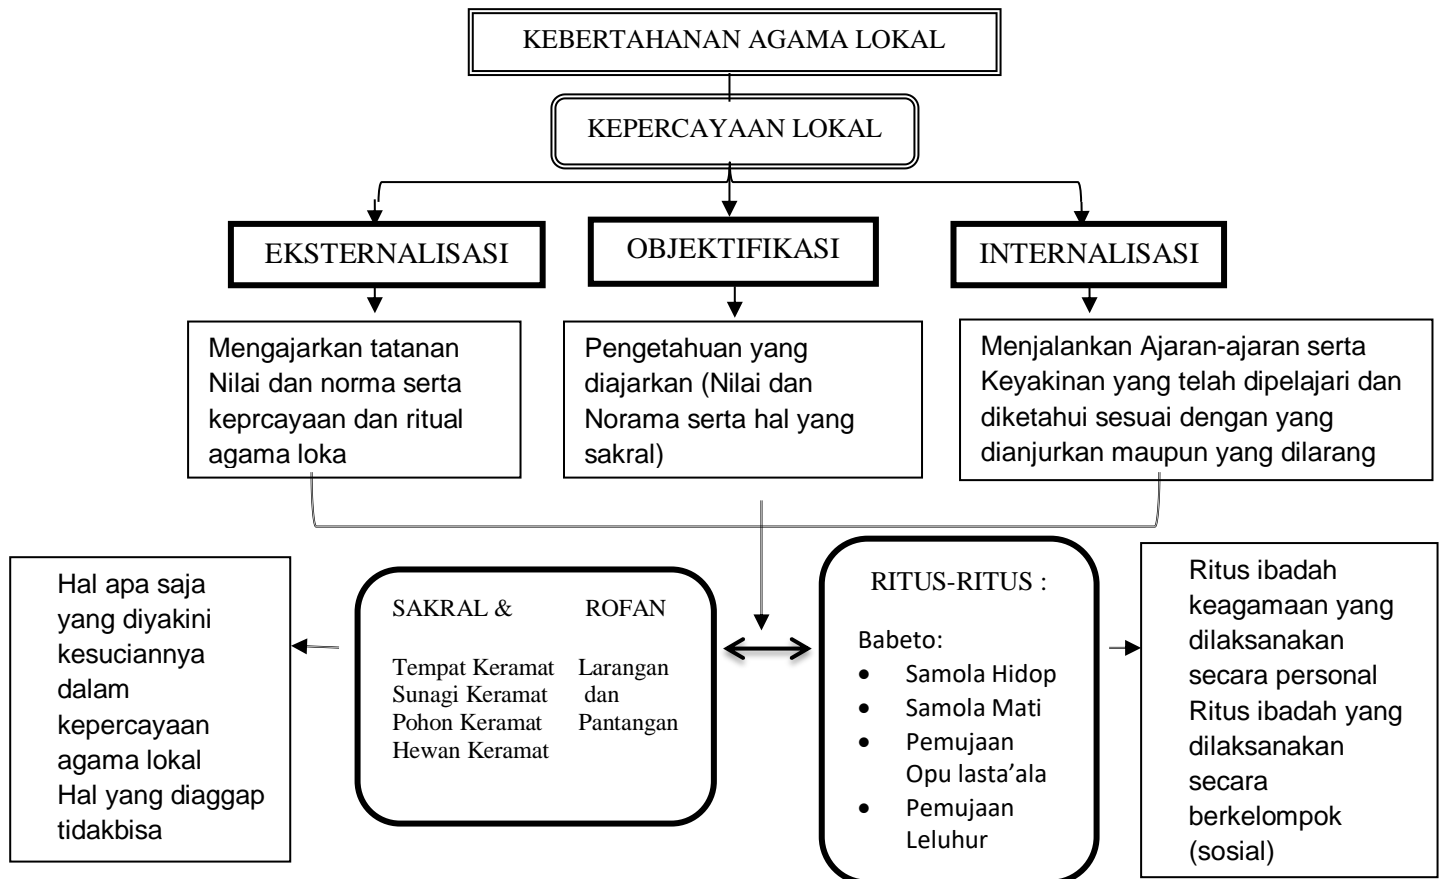 KEBERTAHANAN AGAMA LOKAL
KEPERCAYAAN LOKAL
EKSTERNALISASI
OBJEKTIFIKASI
INTERNALISASI
Mengajarkan tatanan
Nilai dan norma serta
keprcayaan dan ritual
agama loka
Pengetahuan yang
diajarkan (Nilai dan
Norama serta hal yang
sakral)
Menjalankan Ajaran-ajaran serta
Keyakinan yang telah dipelajari dan
diketahui sesuai dengan yang
dianjurkan maupun yang dilarang
Hal apa saja
yang diyakini
kesuciannya
dalam
kepercayaan
agama lokal
Hal yang diaggap
tidakbisa
SAKRAL & ROFAN
Tempat Keramat Larangan
Sunagi Keramat dan
Pohon Keramat Pantangan
Hewan Keramat
RITUS-RITUS :
Babeto:
• Samola Hidop
• Samola Mati
• Pemujaan
Opu lasta’ala
• Pemujaan
Leluhur
Ritus ibadah
keagamaan yang
dilaksanakan
secara personal
Ritus ibadah yang
dilaksanakan
secara
berkelompok
(sosial)